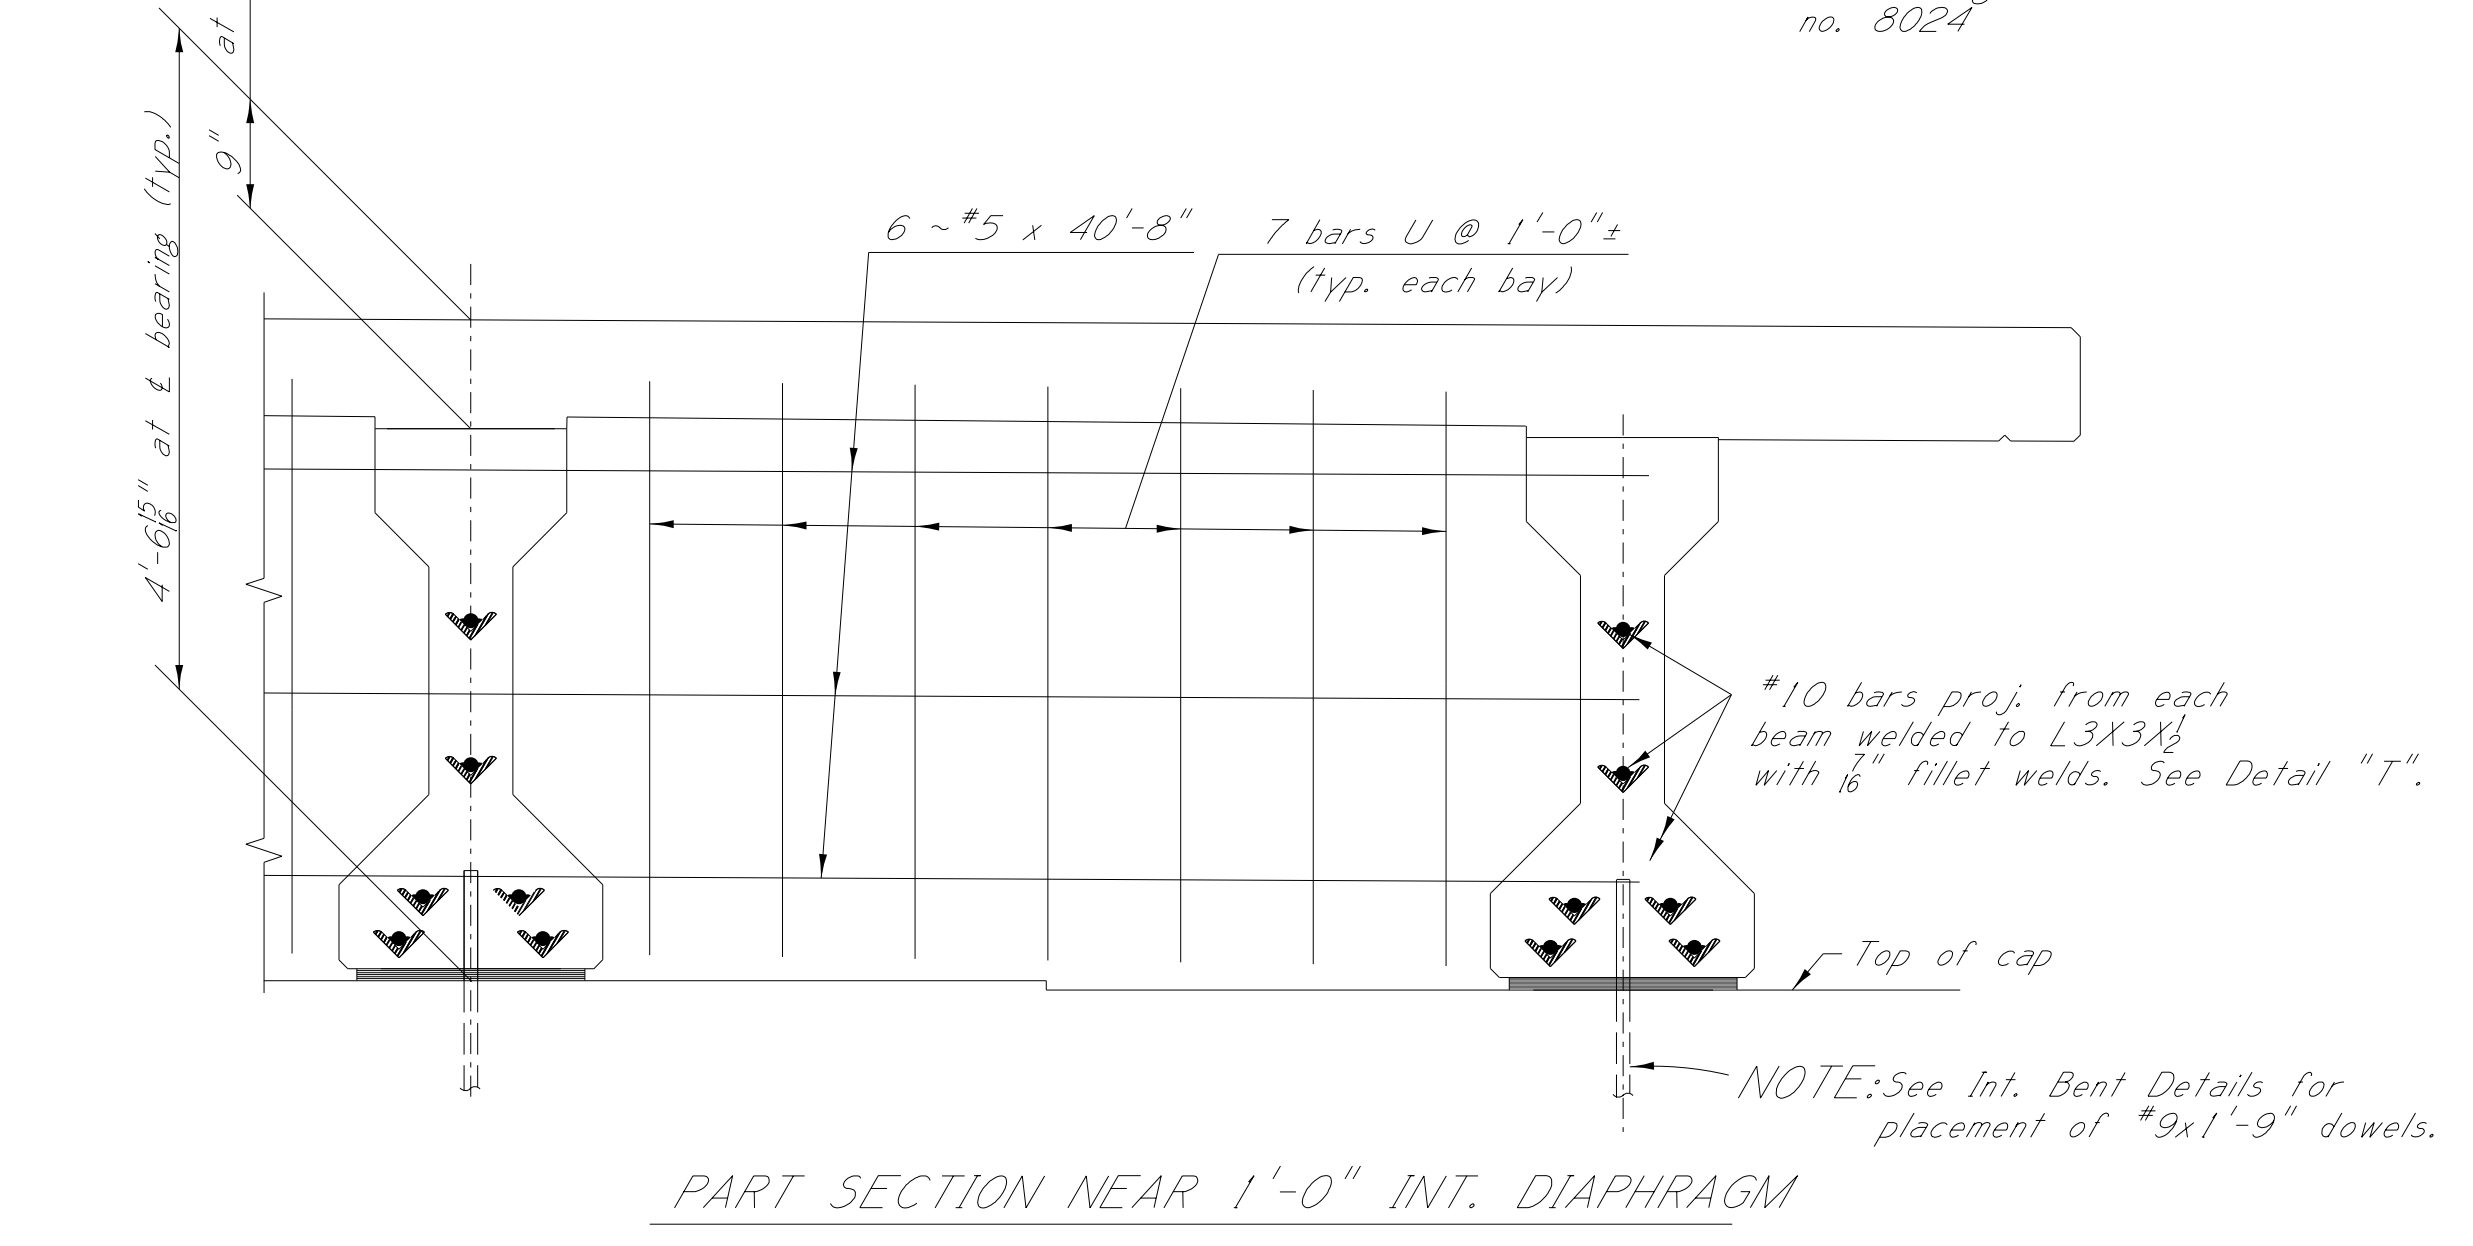 no. 8024
at
9"
4'-6 15/16" at ℄ bearing (typ.)
6 ~ #5 x 40'-8"
7 bars U @ 1'-0"±
(typ. each bay)
#10 bars proj. from each
beam welded to L3X3X1/2
with 7/16" fillet welds. See Detail "T".
Top of cap
NOTE: See Int. Bent Details for
placement of #9x1'-9" dowels.
PART SECTION NEAR 1'-0" INT. DIAPHRAGM